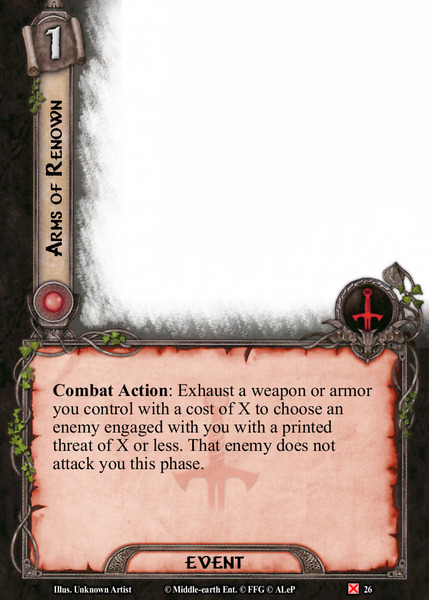 1
Arms of Renown
Combat Action: Exhaust a weapon or armor
you control with a cost of X to choose an
enemy engaged with you with a printed
threat of X or less. That enemy does not
attack you this phase.
EVENT
Illus. Unknown Artist © Middle-earth Ent. © FFG © ALeP 26